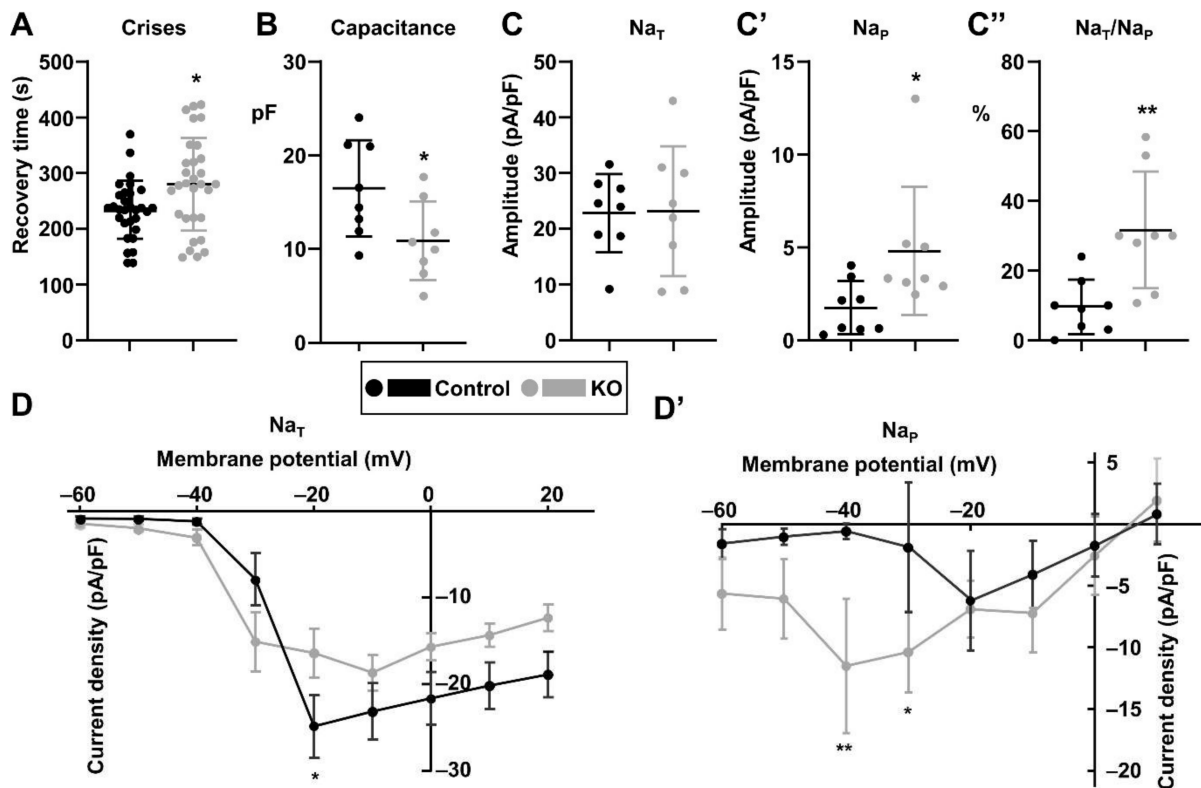 A
Crises
*
Recovery time (s)
500
400
300
200
100
0
B
Capacitance
*
pF
30
20
10
0
C
NaT
Amplitude (pA/pF)
50
40
30
20
10
0
C’
NaP
*
Amplitude (pA/pF)
15
10
5
0
C’’
NaT/NaP
**
%
80
60
40
20
0
Control KO
D
NaT
Membrane potential (mV)
–60 –40 –20 0 20
–10
–20
–30
Current density (pA/pF)
*
D’
NaP
Membrane potential (mV)
–60 –40 –20
5
–5
–10
–15
–20
Current density (pA/pF)
**
*